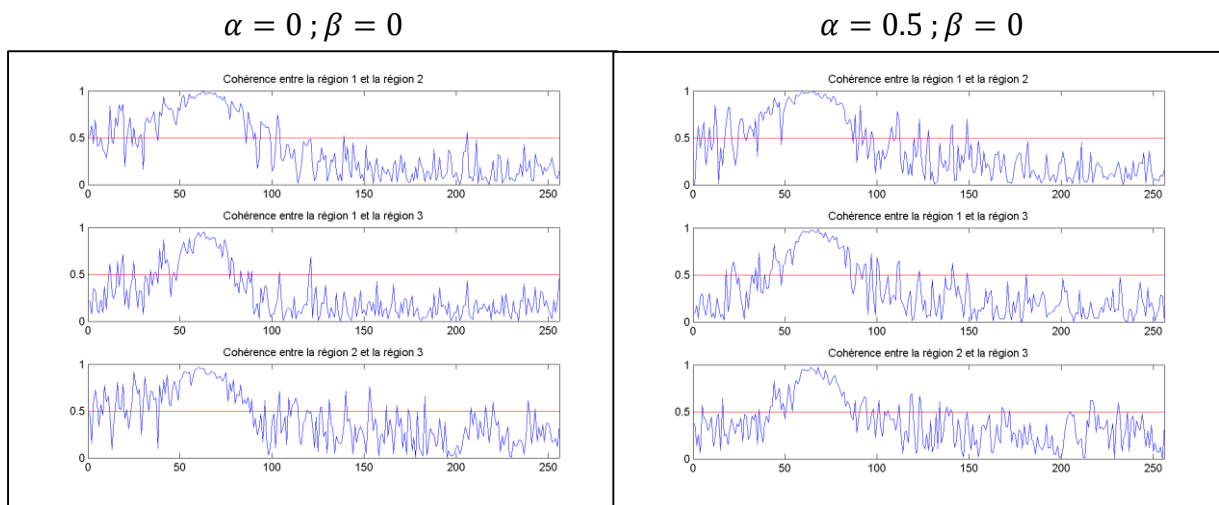 α = 0 ; β = 0
Cohérence entre la région 1 et la région 2
1
0.5
0
0 50 100 150 200 250
Cohérence entre la région 1 et la région 3
1
0.5
0
0 50 100 150 200 250
Cohérence entre la région 2 et la région 3
1
0.5
0
0 50 100 150 200 250
α = 0.5 ; β = 0
Cohérence entre la région 1 et la région 2
1
0.5
0
0 50 100 150 200 250
Cohérence entre la région 1 et la région 3
1
0.5
0
0 50 100 150 200 250
Cohérence entre la région 2 et la région 3
1
0.5
0
0 50 100 150 200 250